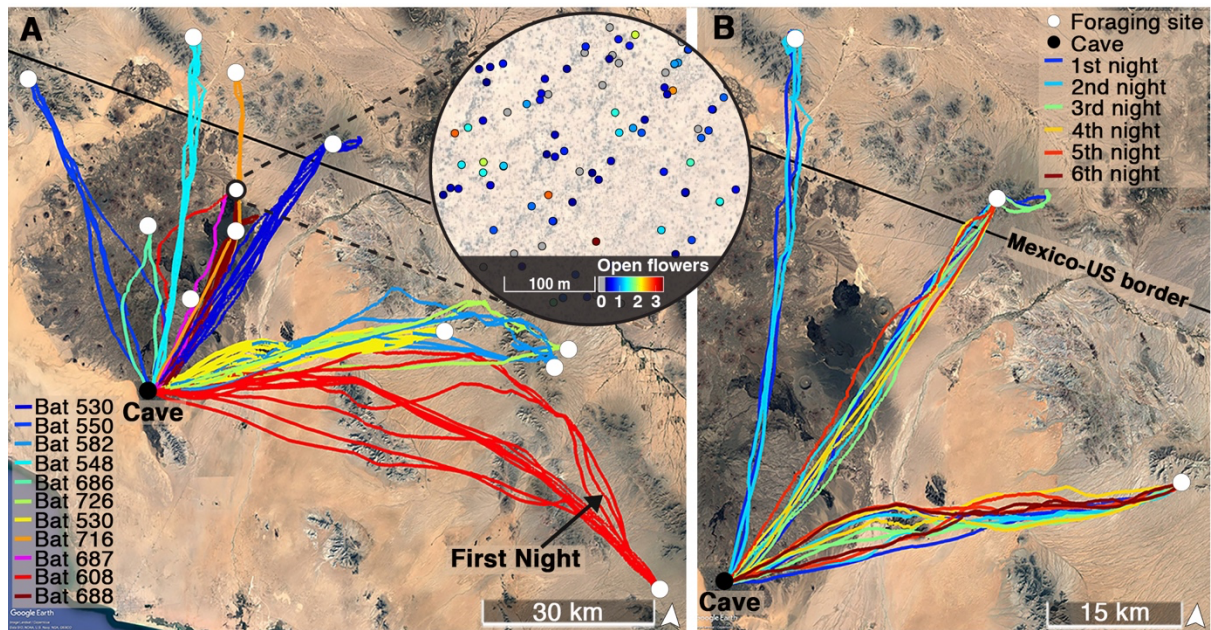 A
Cave
Bat 530
Bat 550
Bat 582
Bat 548
Bat 686
Bat 726
Bat 530
Bat 716
Bat 687
Bat 608
Bat 688
Google Earth
Open flowers
100 m
0 1 2 3
First Night
30 km
B
Foraging site
Cave
1st night
2nd night
3rd night
4th night
5th night
6th night
Mexico-US border
Cave
15 km